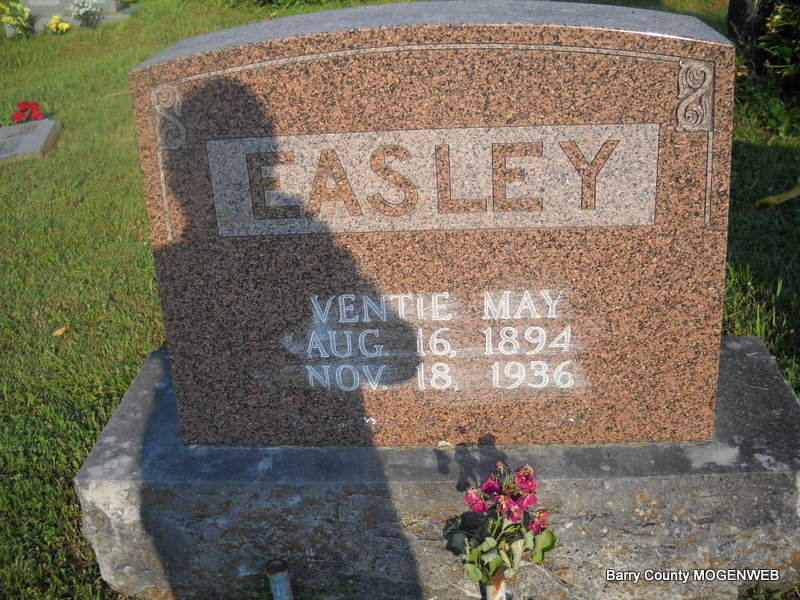 EASLEY
VENTIE MAY
AUG 16, 1894
NOV. 18, 1936
Barry County MOGENWEB